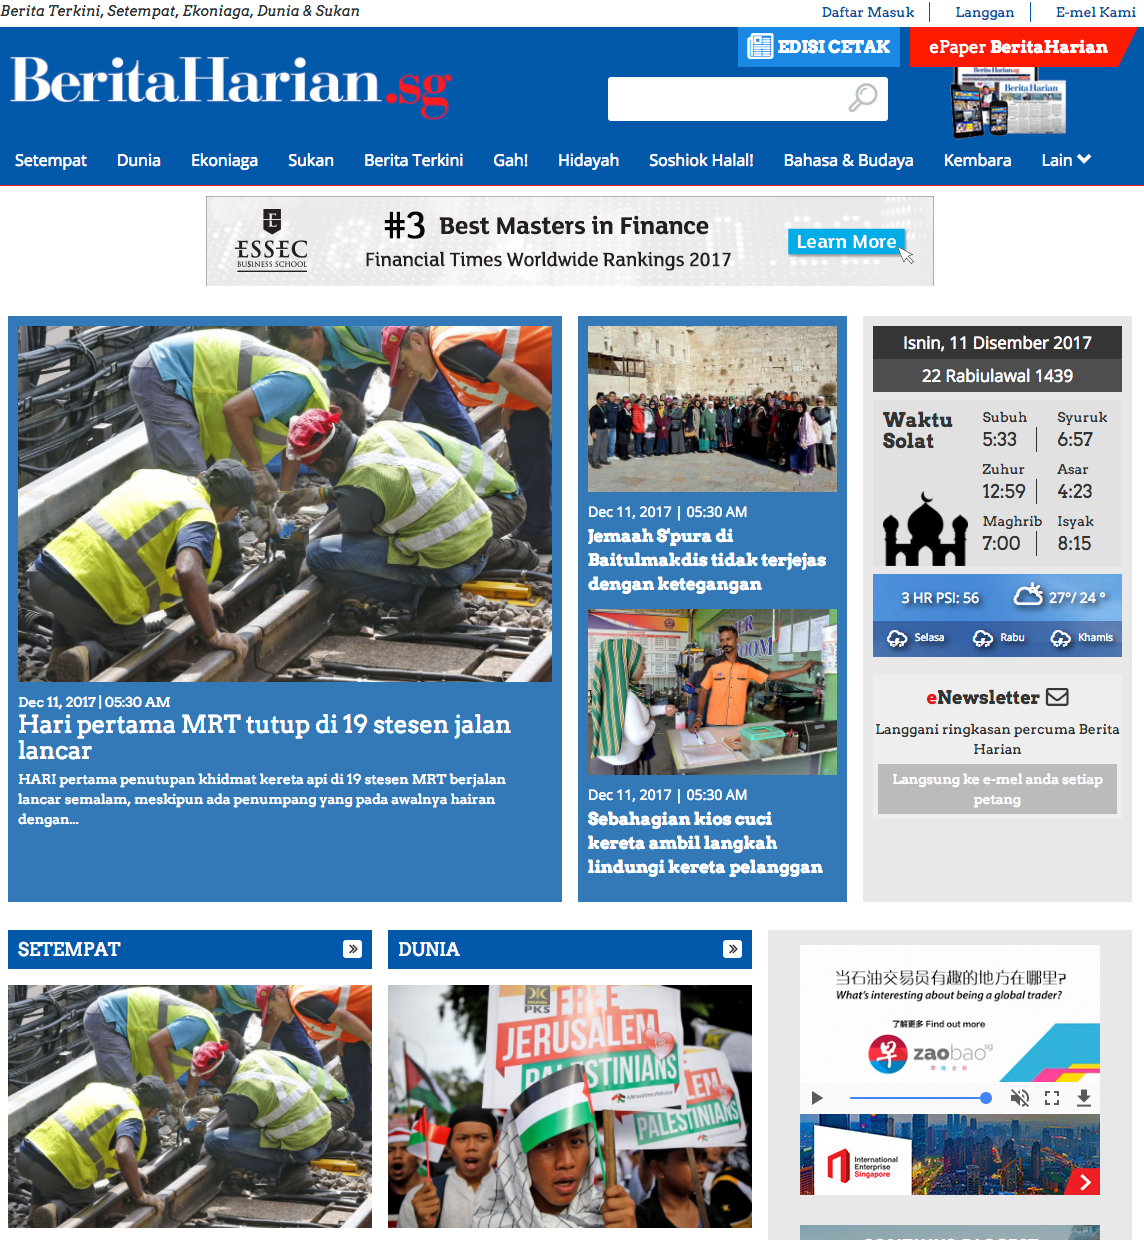 Berita Terkini, Setempat, Ekoniaga, Dunia & Sukan
Daftar Masuk
Langgan
E-mel Kami
EDISI CETAK
ePaper BeritaHarian
BeritaHarian.sg
Berita Harian
Setempat
Dunia
Ekoniaga
Sukan
Berita Terkini
Gah!
Hidayah
Soshiok Halal!
Bahasa & Budaya
Kembara
Lain
ESSEC
BUSINESS SCHOOL
#3 Best Masters in Finance
Financial Times Worldwide Rankings 2017
Learn More
Dec 11, 2017 | 05:30 AM
Hari pertama MRT tutup di 19 stesen jalan
lancar
HARI pertama penutupan khidmat kereta api di 19 stesen MRT berjalan
lancar semalam, meskipun ada penumpang yang pada awalnya hairan
dengan...
Dec 11, 2017 | 05:30 AM
Jemaah S'pura di
Baitulmakdis tidak terjejas
dengan ketegangan
Dec 11, 2017 | 05:30 AM
Sebahagian kios cuci
kereta ambil langkah
lindungi kereta pelanggan
Isnin, 11 Disember 2017
22 Rabiulawal 1439
Waktu
Solat
Subuh
Syuruk
5:33
6:57
Zuhur
Asar
12:59
4:23
Maghrib
Isyak
7:00
8:15
3 HR PSI: 56
27°/ 24 °
Selasa
Rabu
Khamis
eNewsletter
Langgani ringkasan percuma Berita
Harian
Langsung ke e-mel anda setiap
petang
SETEMPAT
DUNIA
PKS
FREE
JERUSALEM
PALESTINIANS
PALESTINIANS
当石油交易员有趣的地方在哪里?
What's interesting about being a global trader?
了解更多 Find out more
zaobao sg
International
Enterprise
Singapore